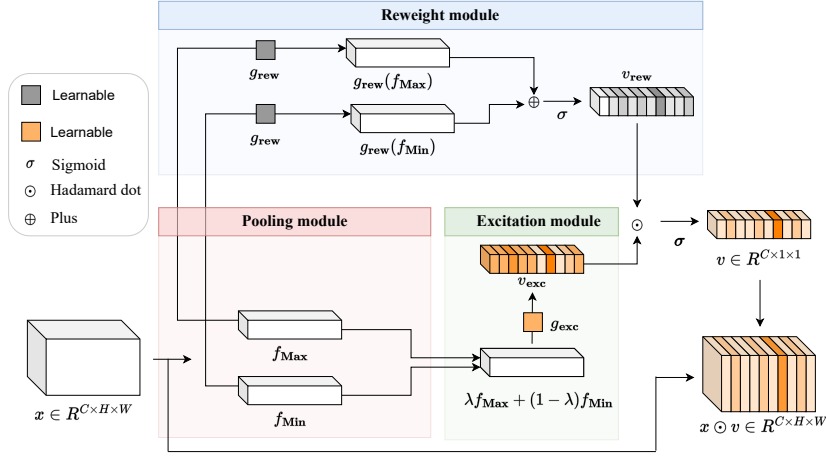 Reweight module
g_rew
g_rew(f_Max)
g_rew
g_rew(f_Min)
σ
v_rew
Learnable
Learnable
σ Sigmoid
⊙ Hadamard dot
⊕ Plus
Pooling module
Excitation module
v_exc
g_exc
⊙
σ
v ∈ R^{C×1×1}
f_Max
f_Min
λf_Max + (1 − λ)f_Min
x ∈ R^{C×H×W}
x ⊙ v ∈ R^{C×H×W}